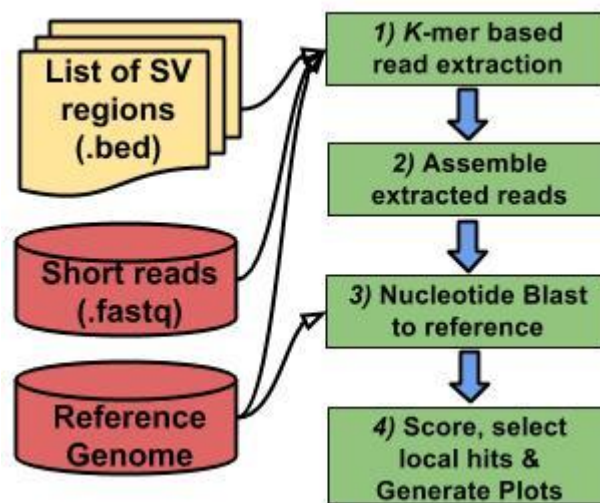 List of SV
regions
(.bed)
Short reads
(.fastq)
Reference
Genome
1) K-mer based
read extraction
2) Assemble
extracted reads
3) Nucleotide Blast
to reference
4) Score, select
local hits &
Generate Plots